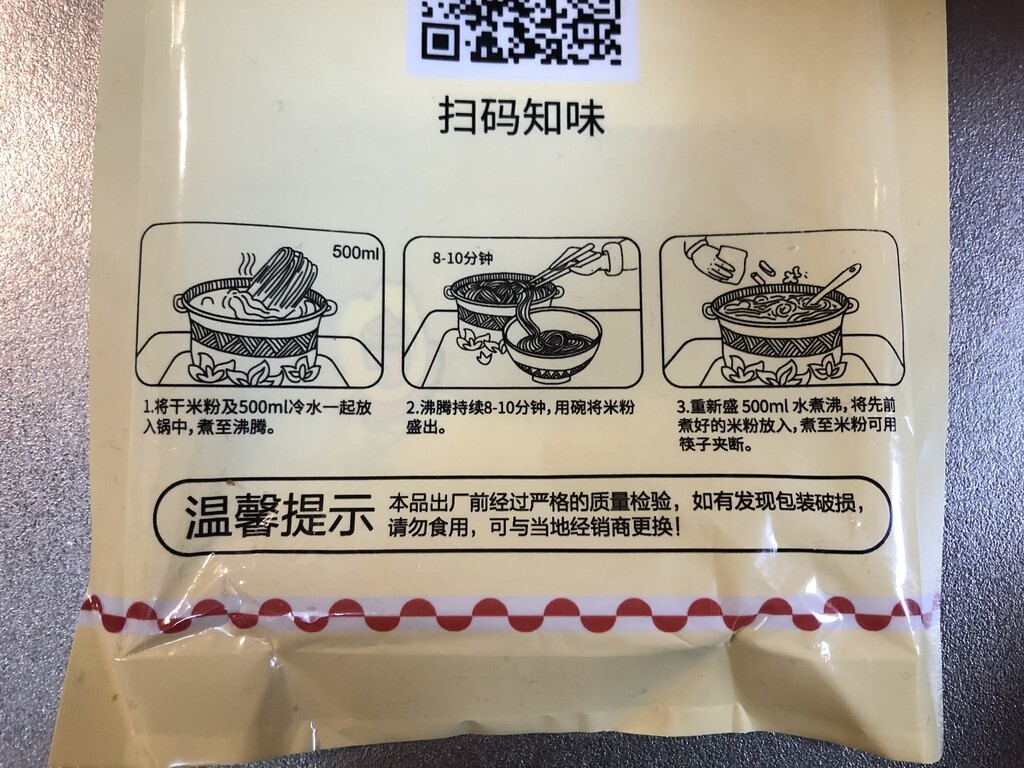 扫码知味
500ml
8-10分钟
1.将干米粉及500ml冷水一起放
入锅中，煮至沸腾。
2.沸腾持续8-10分钟，用碗将米粉
盛出。
3.重新盛 500ml 水煮沸，将先前
煮好的米粉放入，煮至米粉可用
筷子夹断。
温馨提示
本品出厂前经过严格的质量检验，如有发现包装破损，
请勿食用，可与当地经销商更换！